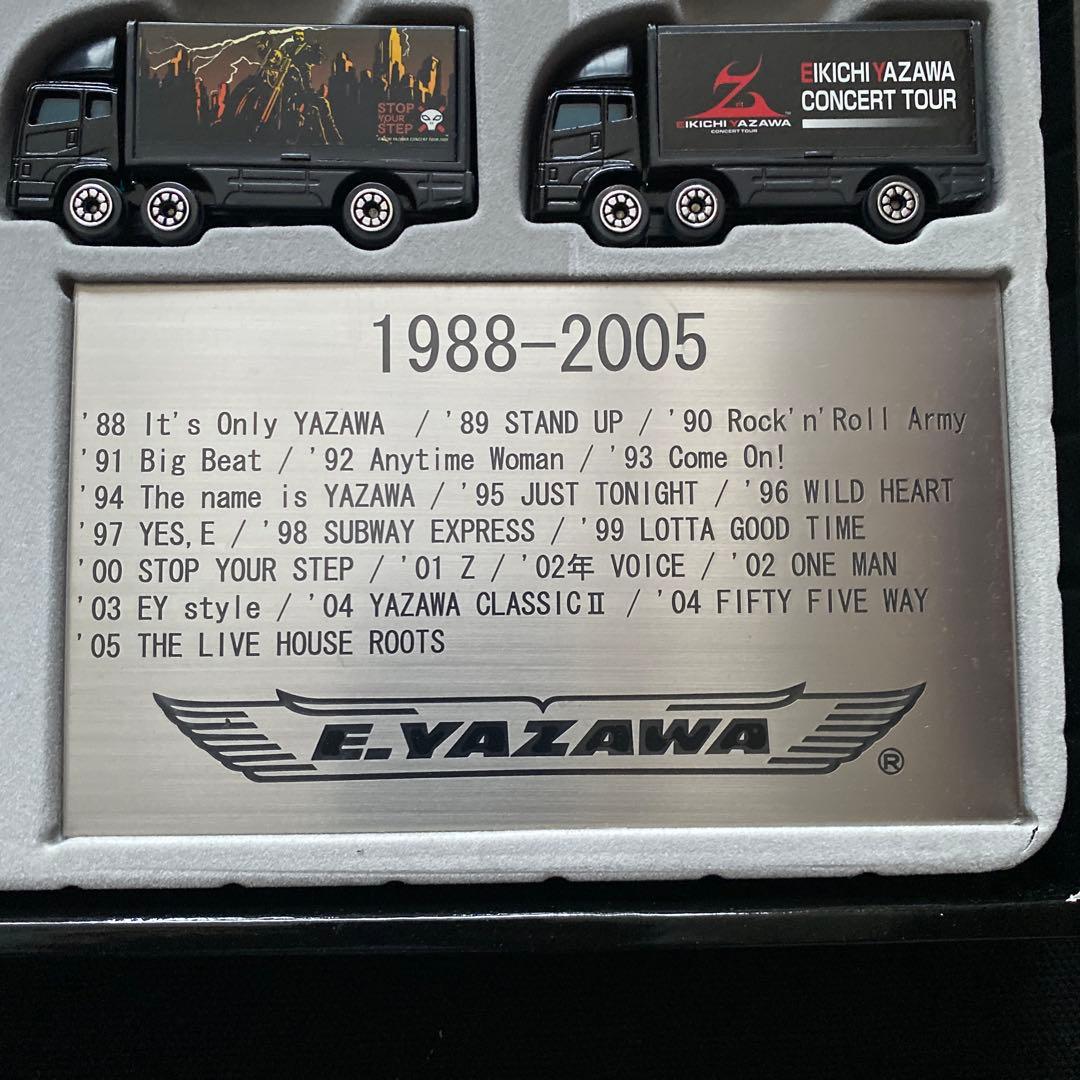 STOP
YOUR
STEP
Z
EIKICHI YAZAWA
CONCERT TOUR
EIKICHI YAZAWA
CONCERT TOUR
1988-2005
'88 It's Only YAZAWA / '89 STAND UP / '90 Rock'n'Roll Army
'91 Big Beat / '92 Anytime Woman / '93 Come On!
'94 The name is YAZAWA / '95 JUST TONIGHT / '96 WILD HEART
'97 YES,E / '98 SUBWAY EXPRESS / '99 LOTTA GOOD TIME
'00 STOP YOUR STEP / '01 Z / '02年 VOICE / '02 ONE MAN
'03 EY style / '04 YAZAWA CLASSICⅡ / '04 FIFTY FIVE WAY
'05 THE LIVE HOUSE ROOTS
E.YAZAWA
®